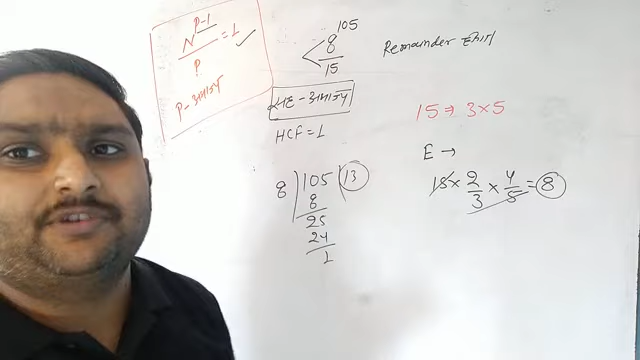 N^(P-1)/P = 1 ✓
P - अभाज्य
8^105/15
Remainder Euler
सह - अभाज्य
HCF = 1
8 | 105 | 13
8
25
24
1
15 → 3×5
E →
15 × 2/3 × 4/5 = 8